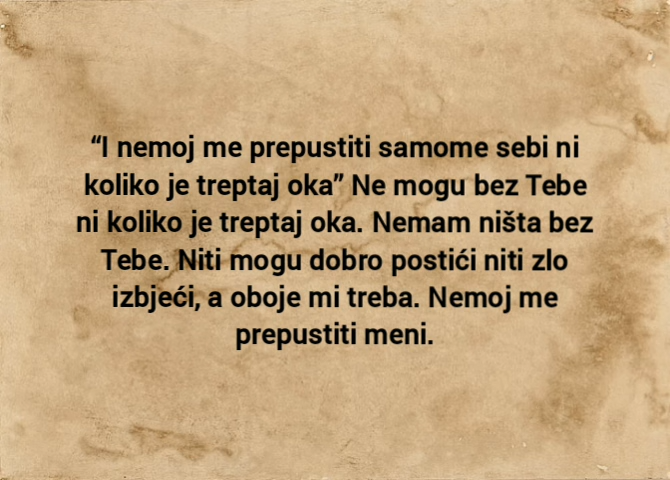 “I nemoj me prepustiti samome sebi ni
koliko je treptaj oka” Ne mogu bez Tebe
ni koliko je treptaj oka. Nemam ništa bez
Tebe. Niti mogu dobro postići niti zlo
izbjeći, a oboje mi treba. Nemoj me
prepustiti meni.